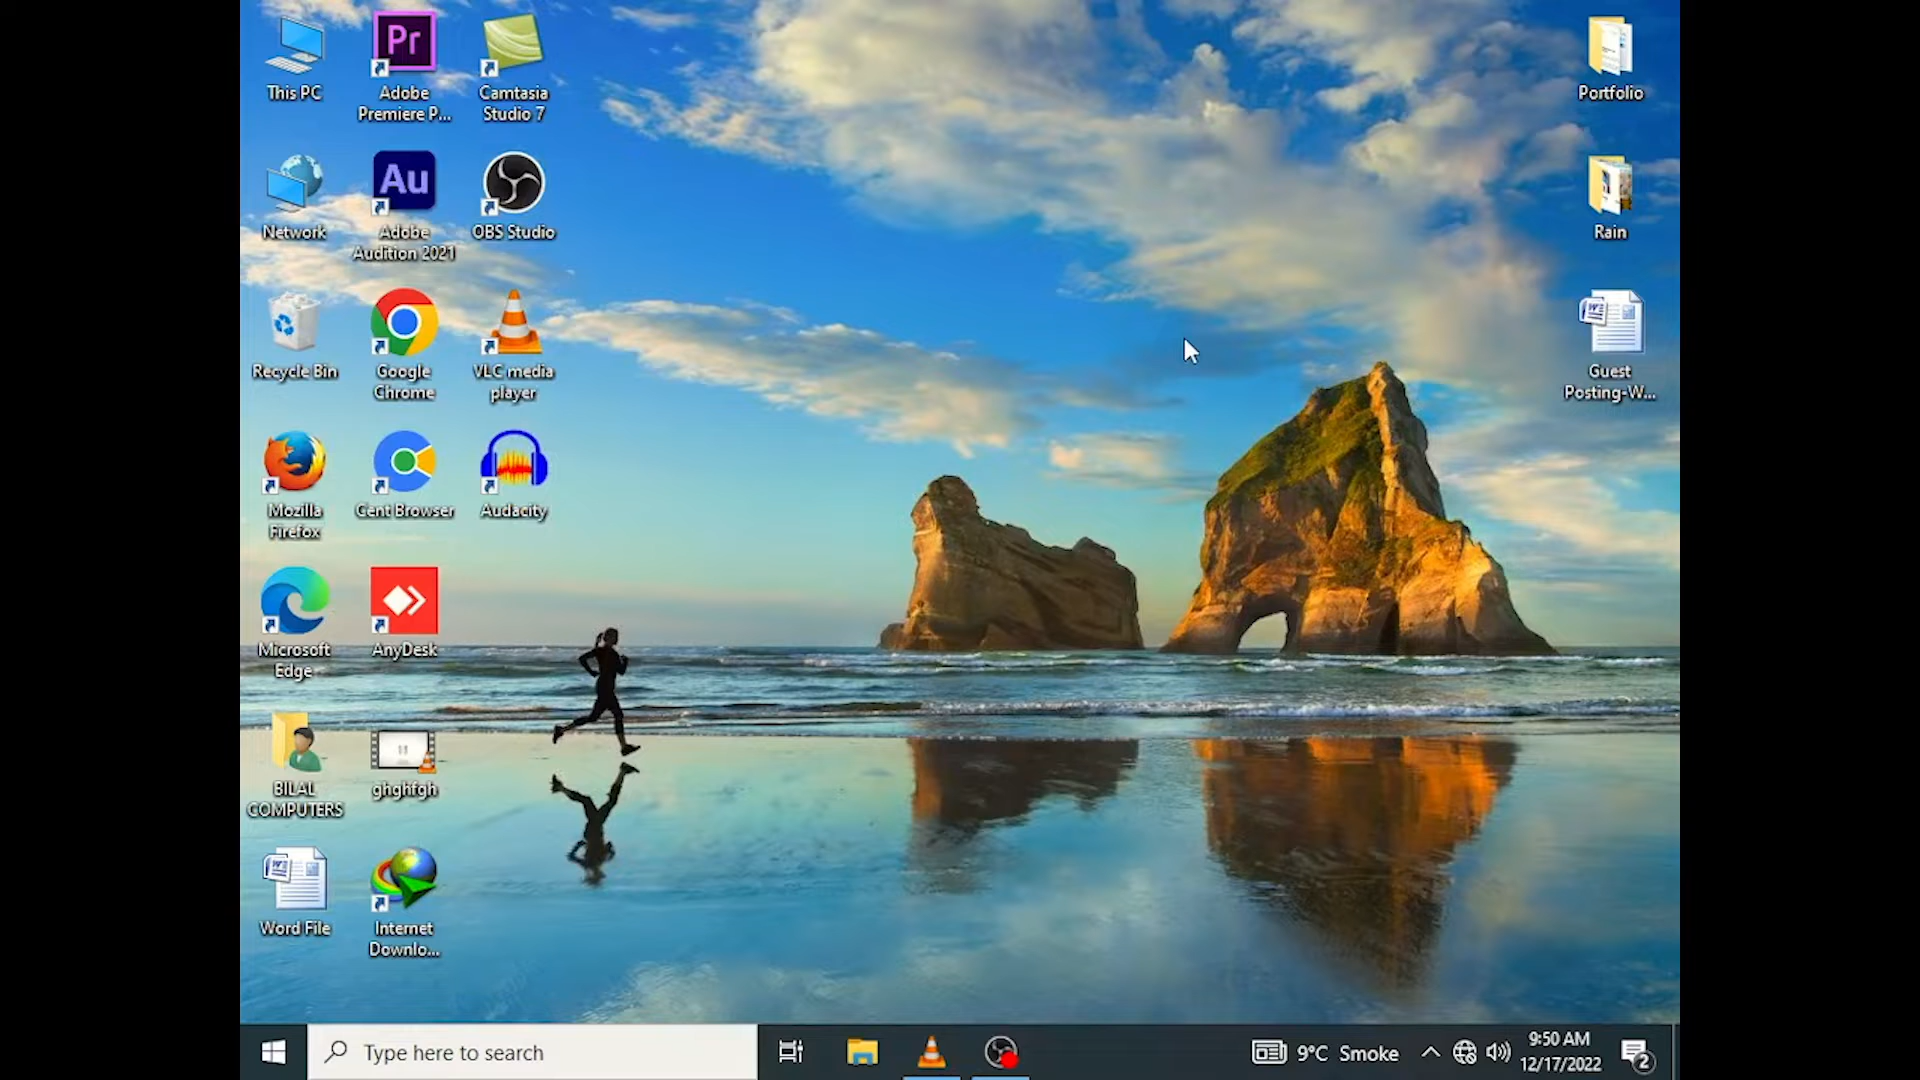 This PC
Pr
Adobe
Premiere P...
Camtasia
Studio 7
Portfolio
Network
Au
Adobe
Audition 2021
OBS Studio
Rain
Recycle Bin
Google
Chrome
VLC media
player
Guest
Posting-W...
Mozilla
Firefox
Cent Browser
Audacity
Microsoft
Edge
AnyDesk
BILAL
COMPUTERS
ghghfgh
Word File
Internet
Downlo...
Type here to search
9°C Smoke
9:50 AM
12/17/2022
2